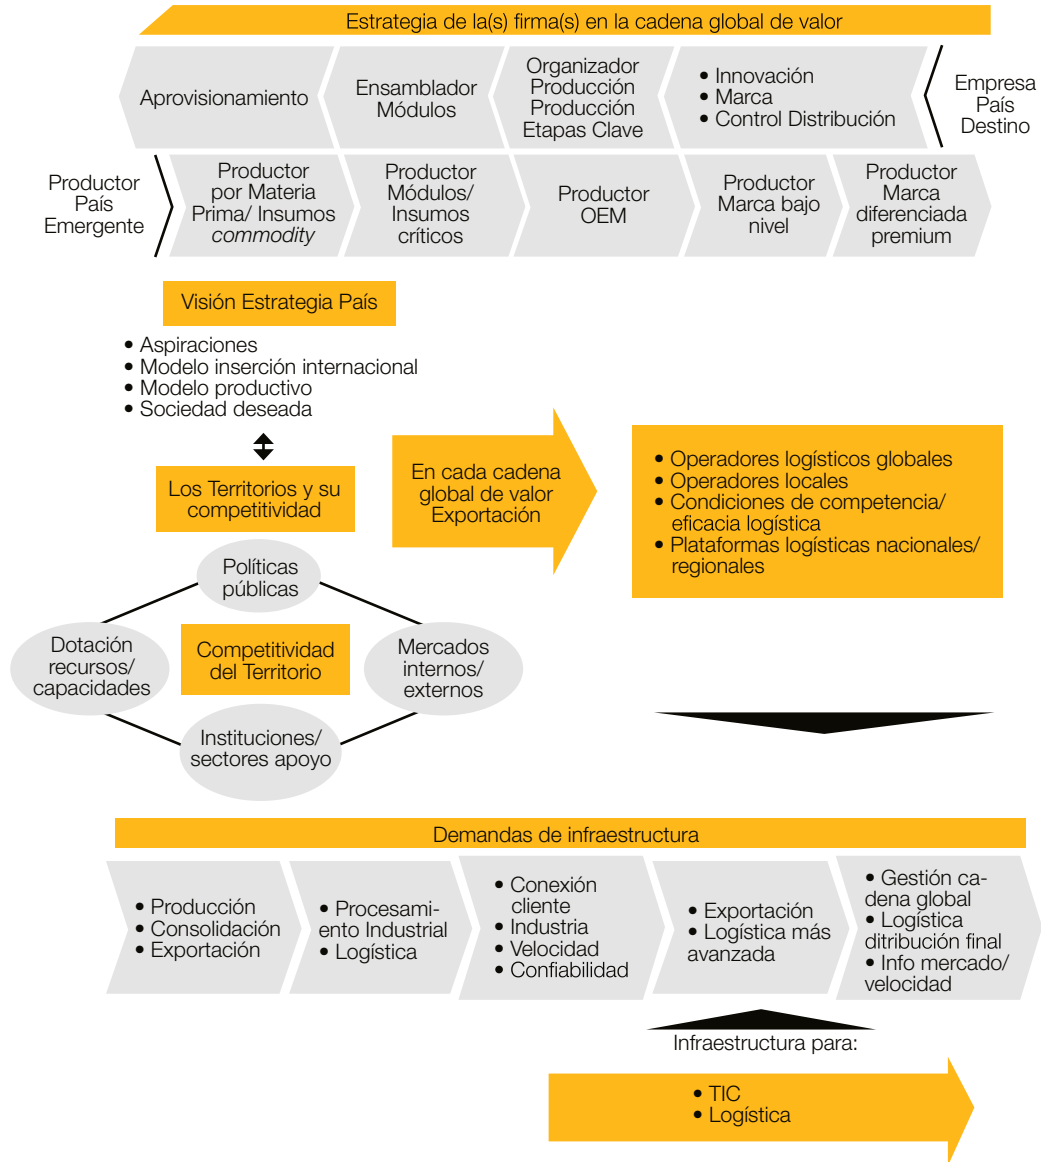 Estrategia de la(s) firma(s) en la cadena global de valor
Aprovisionamiento
Ensamblador
Módulos
Organizador
Producción
Producción
Etapas Clave
• Innovación
• Marca
• Control Distribución
Empresa
País
Destino
Productor
País
Emergente
Productor
por Materia
Prima/ Insumos
commodity
Productor
Módulos/
Insumos
críticos
Productor
OEM
Productor
Marca bajo
nivel
Productor
Marca
diferenciada
premium
Visión Estrategia País
• Aspiraciones
• Modelo inserción internacional
• Modelo productivo
• Sociedad deseada
Los Territorios y su
competitividad
En cada cadena
global de valor
Exportación
• Operadores logísticos globales
• Operadores locales
• Condiciones de competencia/
eficacia logística
• Plataformas logísticas nacionales/
regionales
Políticas
públicas
Dotación
recursos/
capacidades
Competitividad
del Territorio
Mercados
internos/
externos
Instituciones/
sectores apoyo
Demandas de infraestructura
• Producción
• Consolidación
• Exportación
• Procesami-
ento Industrial
• Logística
• Conexión
cliente
• Industria
• Velocidad
• Confiabilidad
• Exportación
• Logística más
avanzada
• Gestión ca-
dena global
• Logística
ditribución final
• Info mercado/
velocidad
Infraestructura para:
• TIC
• Logística